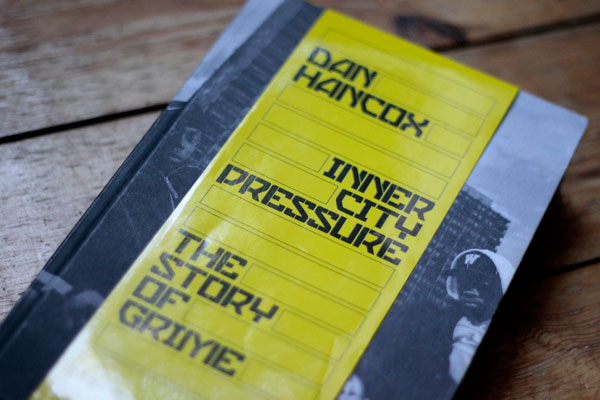 DAN
HANCOX
INNER
CITY
PRESSURE
THE
STORY
OF
GRIME